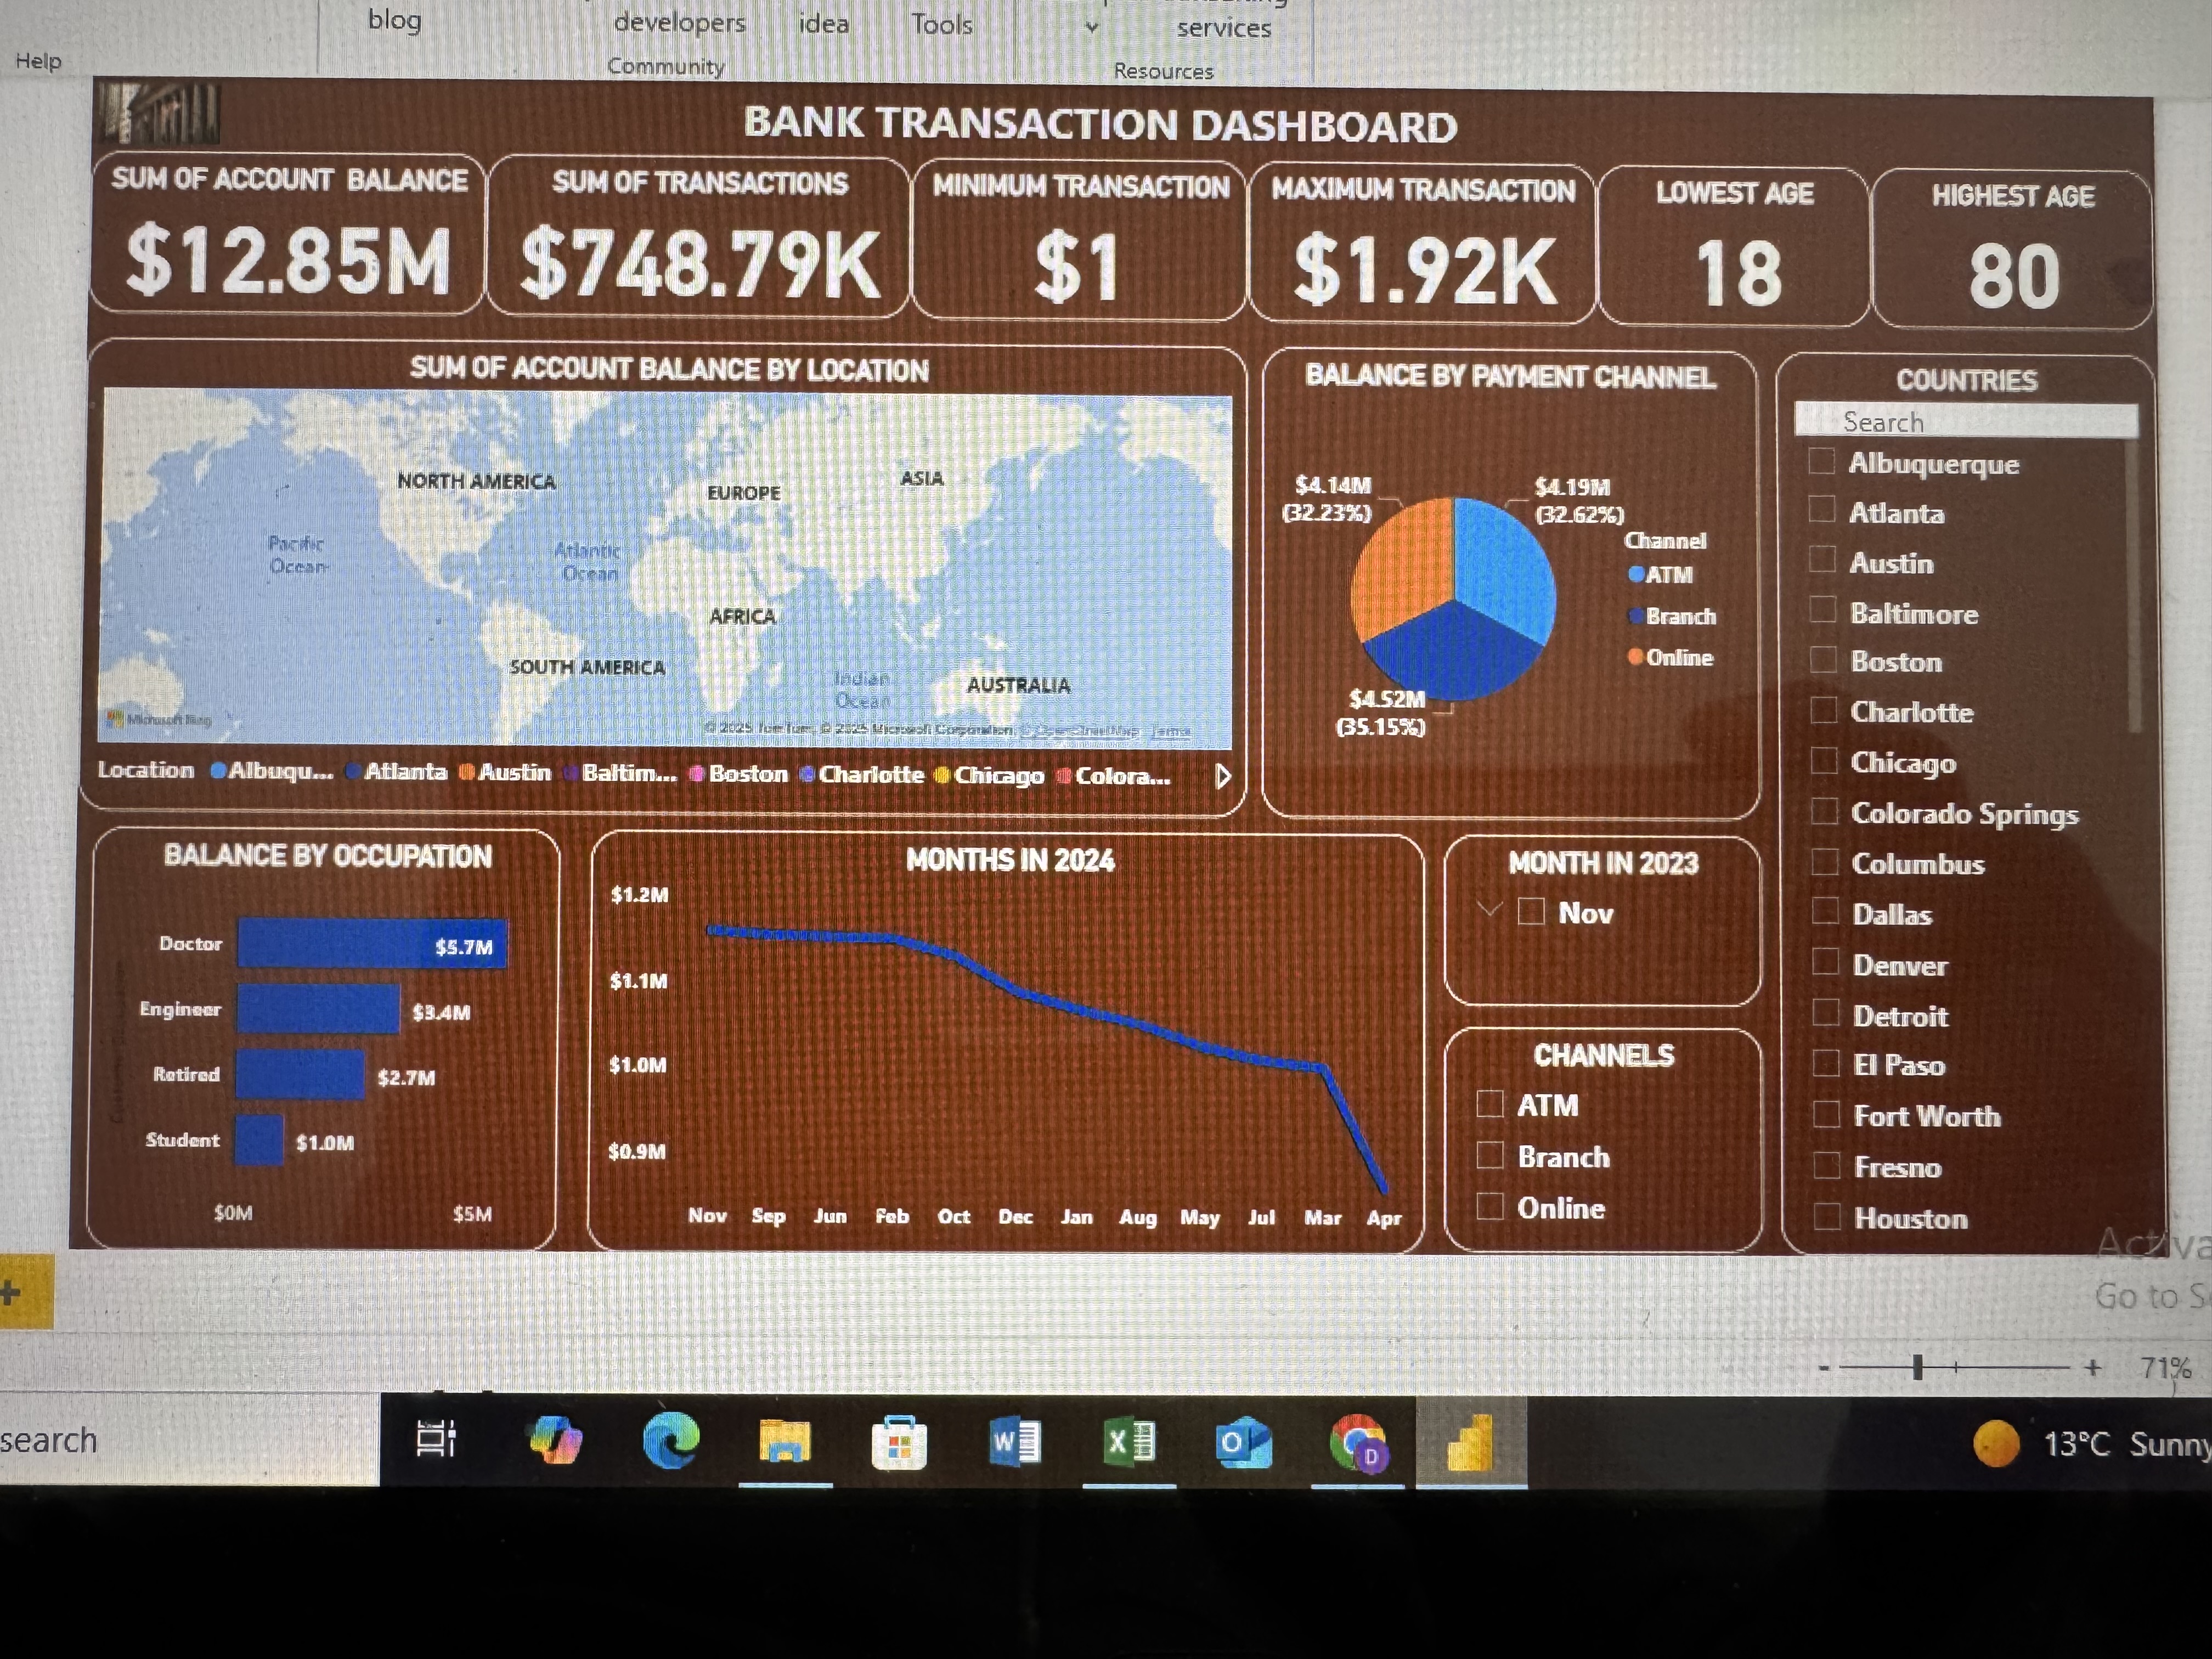 blog
developers
idea
Tools
services
Help
Community
Resources
BANK TRANSACTION DASHBOARD
SUM OF ACCOUNT BALANCE
$12.85M
SUM OF TRANSACTIONS
$748.79K
MINIMUM TRANSACTION
$1
MAXIMUM TRANSACTION
$1.92K
LOWEST AGE
18
HIGHEST AGE
80
SUM OF ACCOUNT BALANCE BY LOCATION
NORTH AMERICA
EUROPE
ASIA
Pacific
Ocean
Atlantic
Ocean
AFRICA
SOUTH AMERICA
Indian
Ocean
AUSTRALIA
Microsoft Bing
© 2025 TomTom, © 2025 Microsoft Corporation, © OpenStreetMap Terms
Location Albuqu... Atlanta Austin Baltim... Boston Charlotte Chicago Colora...
BALANCE BY PAYMENT CHANNEL
$4.14M
(32.23%)
$4.19M
(32.62%)
$4.52M
(35.15%)
Channel
ATM
Branch
Online
COUNTRIES
Search
Albuquerque
Atlanta
Austin
Baltimore
Boston
Charlotte
Chicago
Colorado Springs
Columbus
Dallas
Denver
Detroit
El Paso
Fort Worth
Fresno
Houston
BALANCE BY OCCUPATION
Doctor $5.7M
Engineer $3.4M
Retired $2.7M
Student $1.0M
$0M $5M
MONTHS IN 2024
$1.2M
$1.1M
$1.0M
$0.9M
Nov Sep Jun Feb Oct Dec Jan Aug May Jul Mar Apr
MONTH IN 2023
Nov
CHANNELS
ATM
Branch
Online
Activa
Go to S
- + 71%
search
W
X
O
D
13°C Sunny